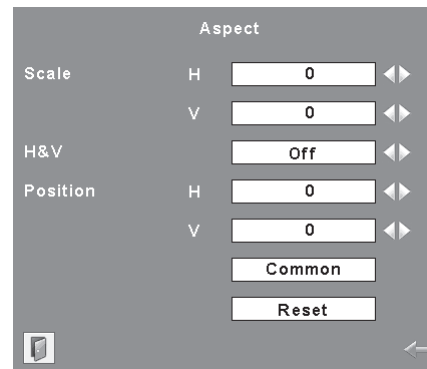 Aspect
Scale H 0
V 0
H&V Off
Position H 0
V 0
Common
Reset